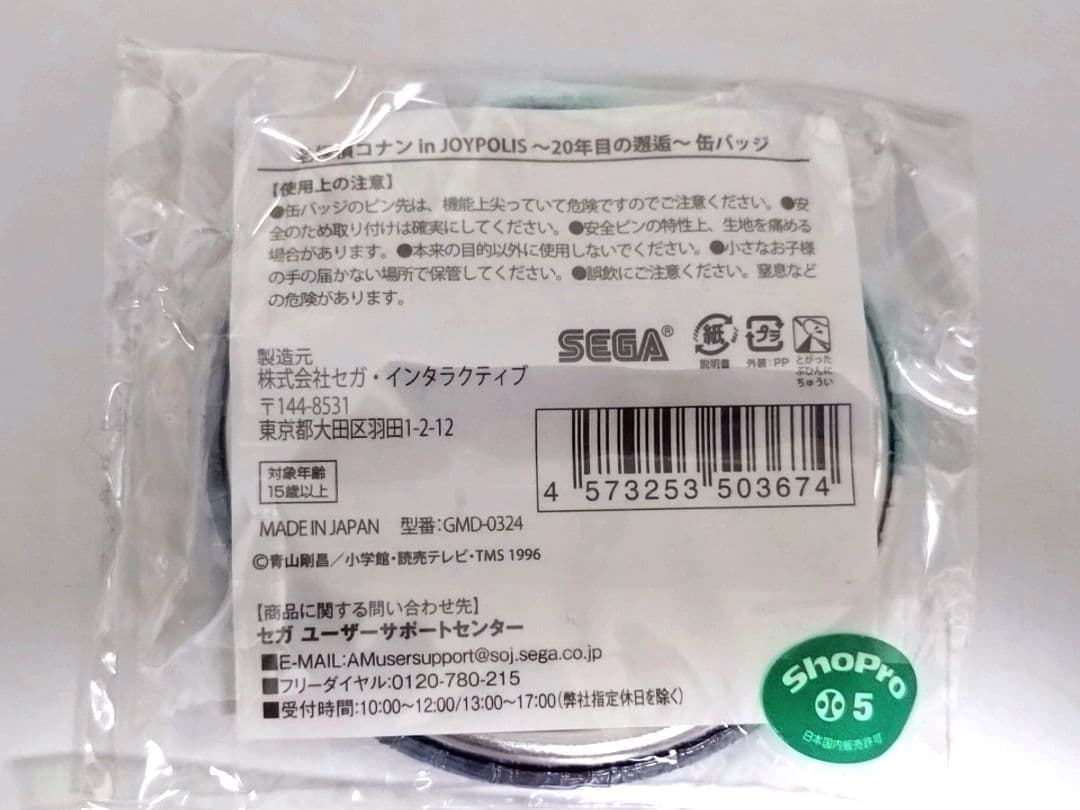 名探偵コナン in JOYPOLIS ～20年目の邂逅～ 缶バッジ
【使用上の注意】
●缶バッジのピン先は、機能上尖っていて危険ですのでご注意ください。●安
全のため取り付けは確実にしてください。●安全ピンの特性上、生地を痛める
場合があります。●本来の目的以外に使用しないでください。●小さなお子様
の手の届かない場所で保管してください。●誤飲にご注意ください。窒息など
の危険があります。
SEGA®
紙
説明書
プラ
外装:PP
とがった
ぶひんに
ちゅうい
製造元
株式会社セガ・インタラクティブ
〒144-8531
東京都大田区羽田1-2-12
4 573253 503674
対象年齢
15歳以上
MADE IN JAPAN 型番:GMD-0324
©青山剛昌／小学館・読売テレビ・TMS 1996
【商品に関する問い合わせ先】
セガ ユーザーサポートセンター
■E-MAIL:AMusersupport@soj.sega.co.jp
■フリーダイヤル:0120-780-215
■受付時間:10:00～12:00/13:00～17:00(弊社指定休日を除く)
ShoPro
5
日本国内販売許可